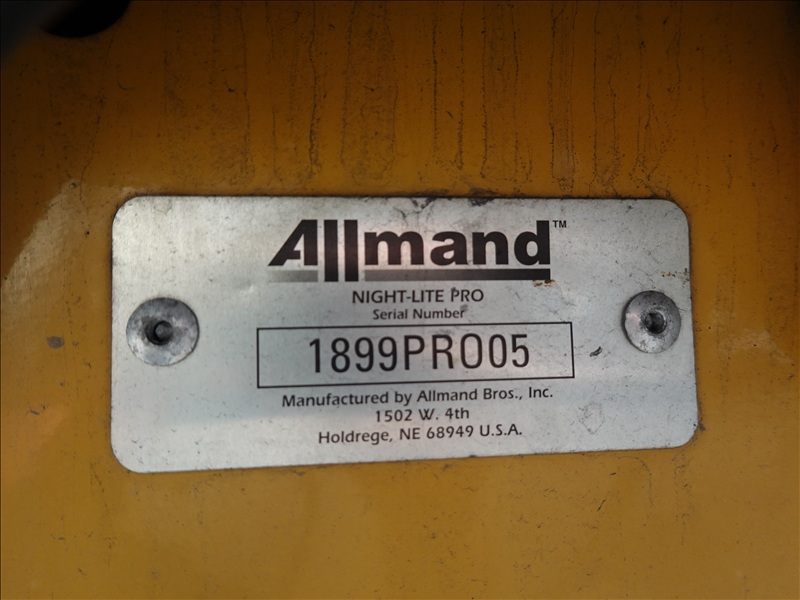 Allmand™
NIGHT-LITE PRO
Serial Number
1899PRO05
Manufactured by Allmand Bros., Inc.
1502 W. 4th
Holdrege, NE 68949 U.S.A.